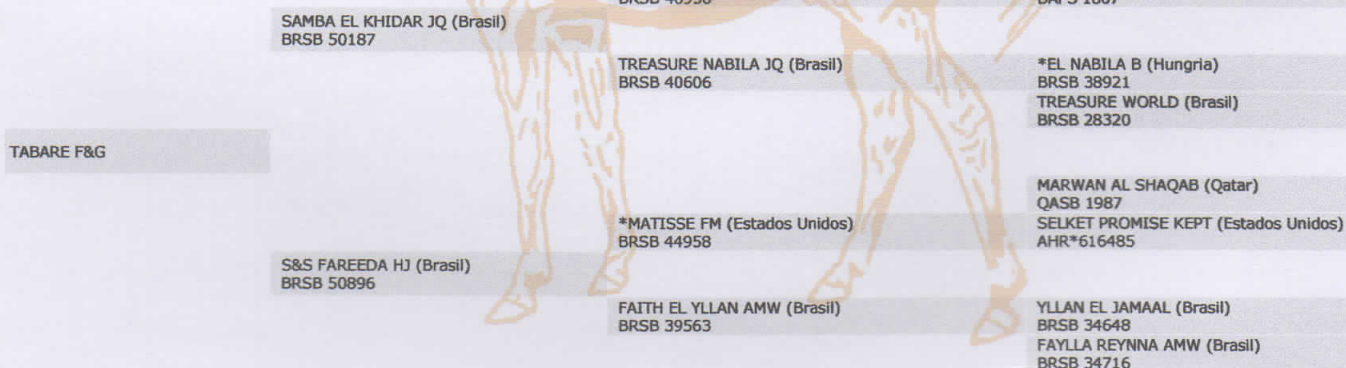 SAMBA EL KHIDAR JQ (Brasil)
BRSB 50187
TREASURE NABILA JQ (Brasil)
BRSB 40606
*EL NABILA B (Hungria)
BRSB 38921
TREASURE WORLD (Brasil)
BRSB 28320
TABARE F&G
MARWAN AL SHAQAB (Qatar)
QASB 1987
*MATISSE FM (Estados Unidos)
BRSB 44958
SELKET PROMISE KEPT (Estados Unidos)
AHR*616485
S&S FAREEDA HJ (Brasil)
BRSB 50896
FAITH EL YLLAN AMW (Brasil)
BRSB 39563
YLLAN EL JAMAAL (Brasil)
BRSB 34648
FAYLLA REYNNA AMW (Brasil)
BRSB 34716